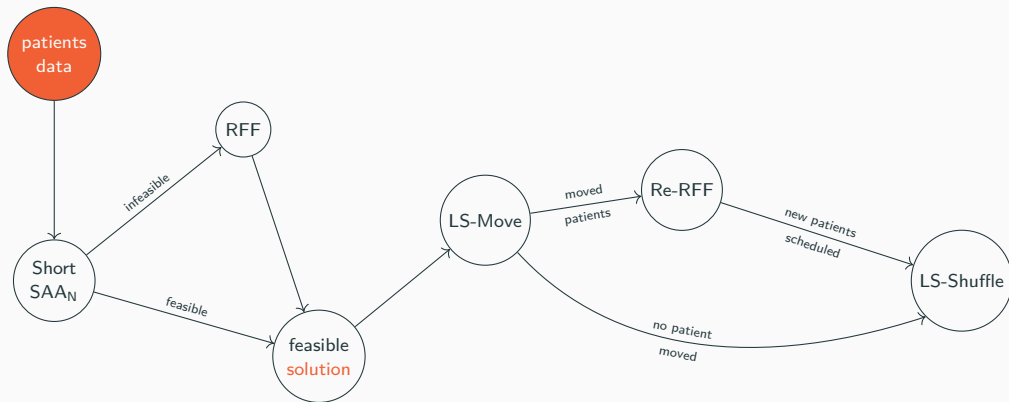 patients
data
RFF
infeasible
Short
SAA_N
feasible
feasible
solution
LS-Move
moved
patients
Re-RFF
new patients
scheduled
no patient
moved
LS-Shuffle